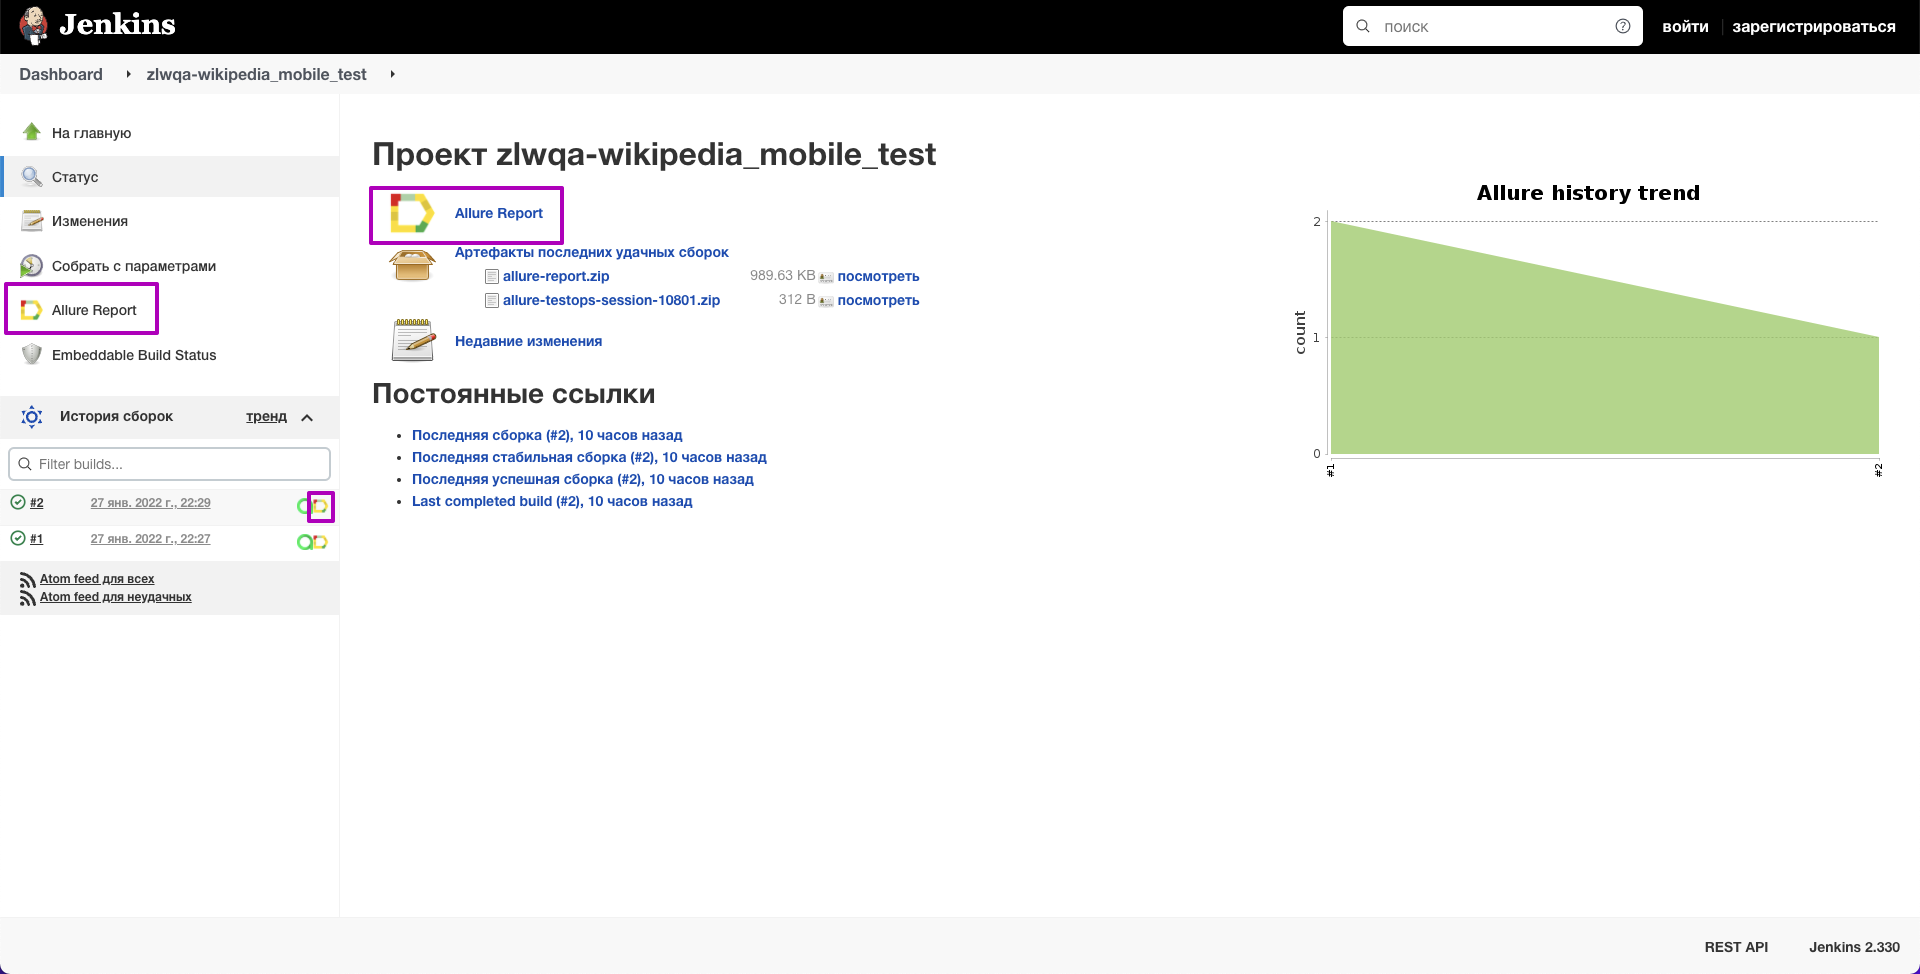 Jenkins
поиск
войти
зарегистрироваться
Dashboard
zlwqa-wikipedia_mobile_test
На главную
Статус
Изменения
Собрать с параметрами
Allure Report
Embeddable Build Status
История сборок
тренд
Filter builds...
#2 27 янв. 2022 г., 22:29
#1 27 янв. 2022 г., 22:27
Atom feed для всех
Atom feed для неудачных
Проект zlwqa-wikipedia_mobile_test
Allure Report
Артефакты последних удачных сборок
allure-report.zip 989.63 KB посмотреть
allure-testops-session-10801.zip 312 B посмотреть
Недавние изменения
Постоянные ссылки
Последняя сборка (#2), 10 часов назад
Последняя стабильная сборка (#2), 10 часов назад
Последняя успешная сборка (#2), 10 часов назад
Last completed build (#2), 10 часов назад
Allure history trend
2
1
0
count
#1
#2
REST API
Jenkins 2.330